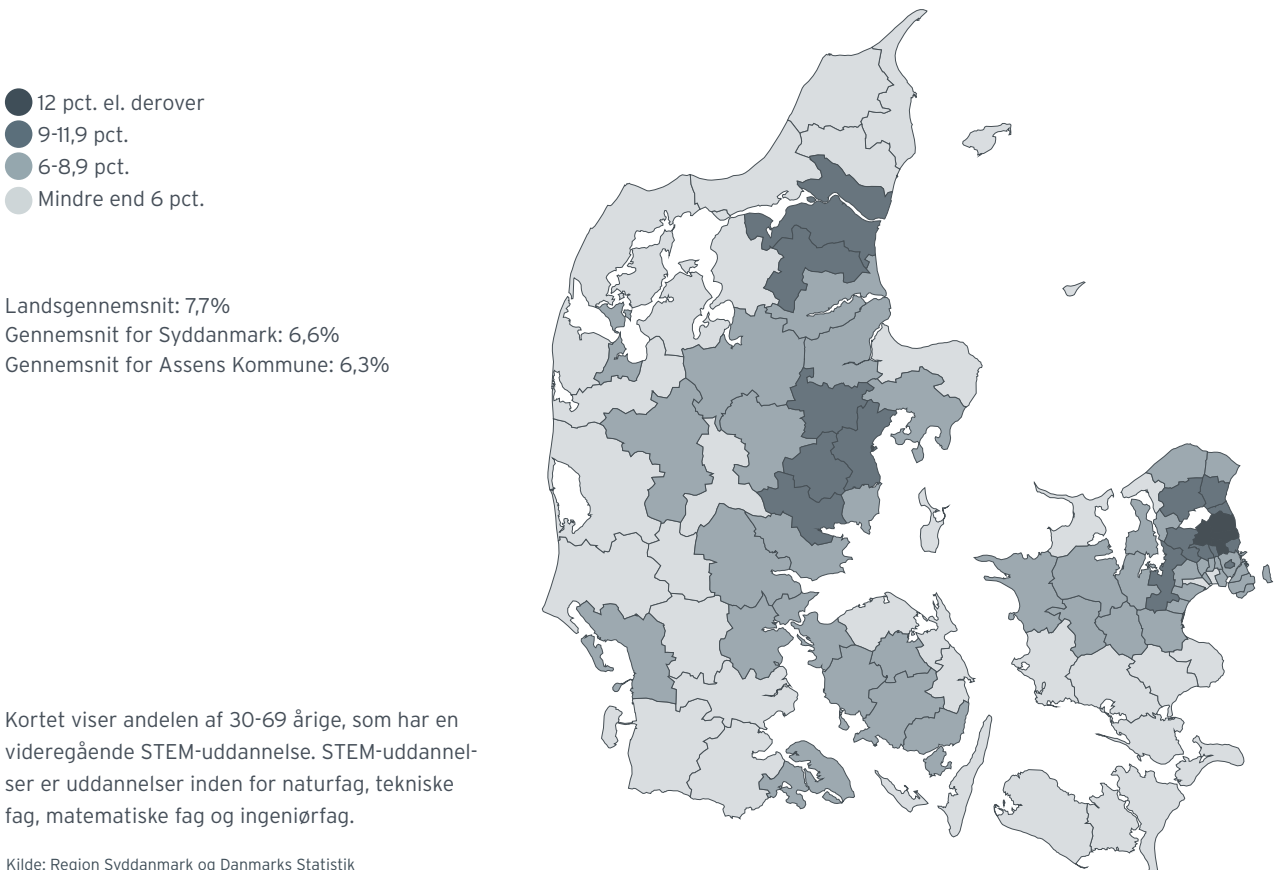 12 pct. el. derover
9-11,9 pct.
6-8,9 pct.
Mindre end 6 pct.
Landsgennemsnit: 7,7%
Gennemsnit for Syddanmark: 6,6%
Gennemsnit for Assens Kommune: 6,3%
Kortet viser andelen af 30-69 årige, som har en
videregående STEM-uddannelse. STEM-uddannel-
ser er uddannelser inden for naturfag, tekniske
fag, matematiske fag og ingeniørfag.
Kilde: Region Syddanmark og Danmarks Statistik